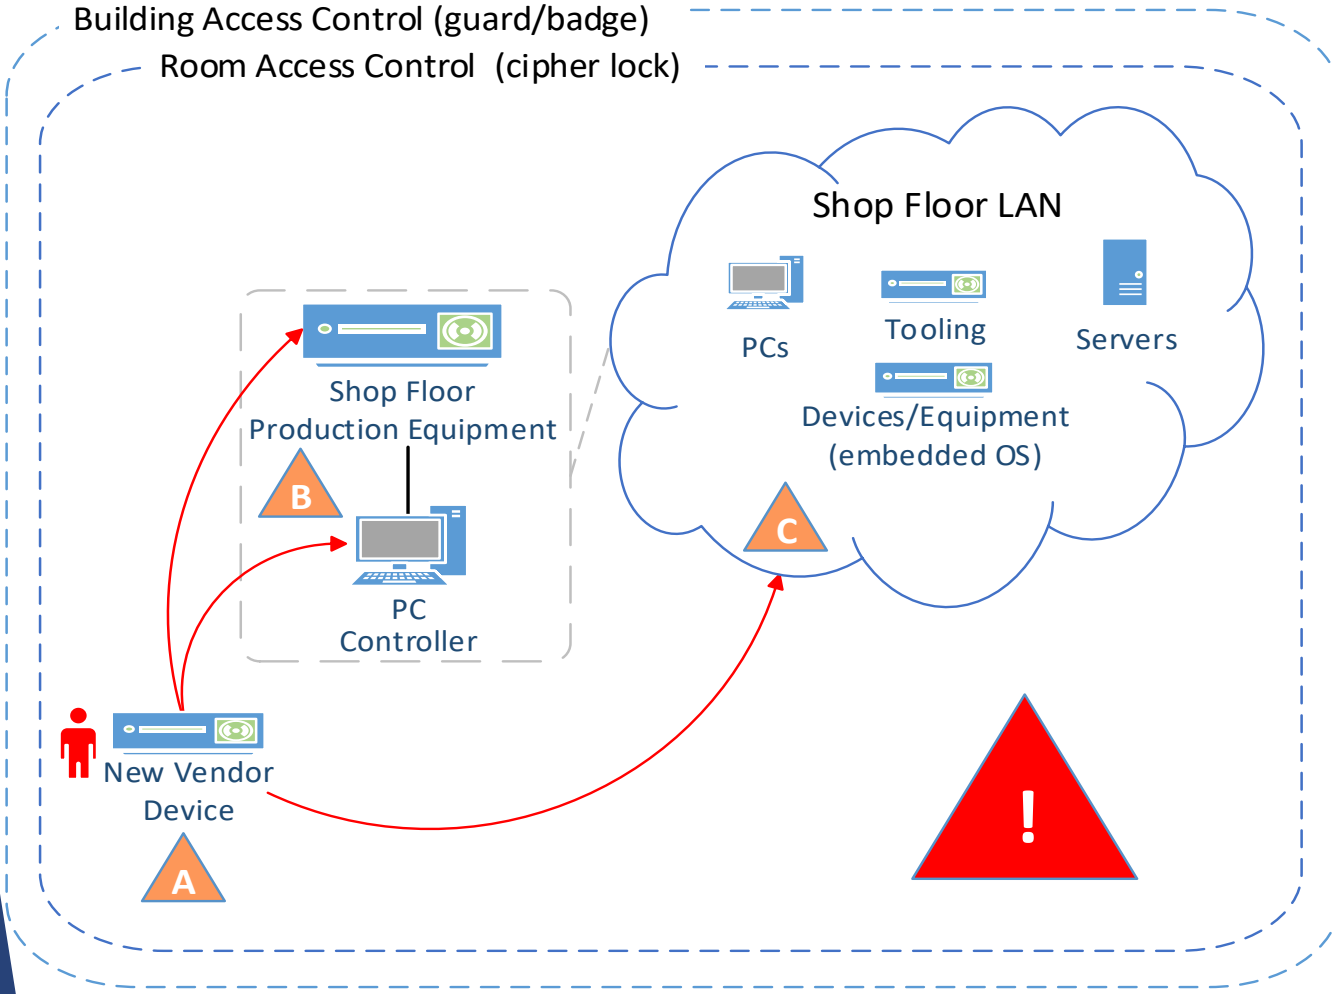 Building Access Control (guard/badge)
Room Access Control (cipher lock)
Shop Floor LAN
PCs
Tooling
Servers
Devices/Equipment
(embedded OS)
C
Shop Floor
Production Equipment
B
PC
Controller
New Vendor
Device
A
!